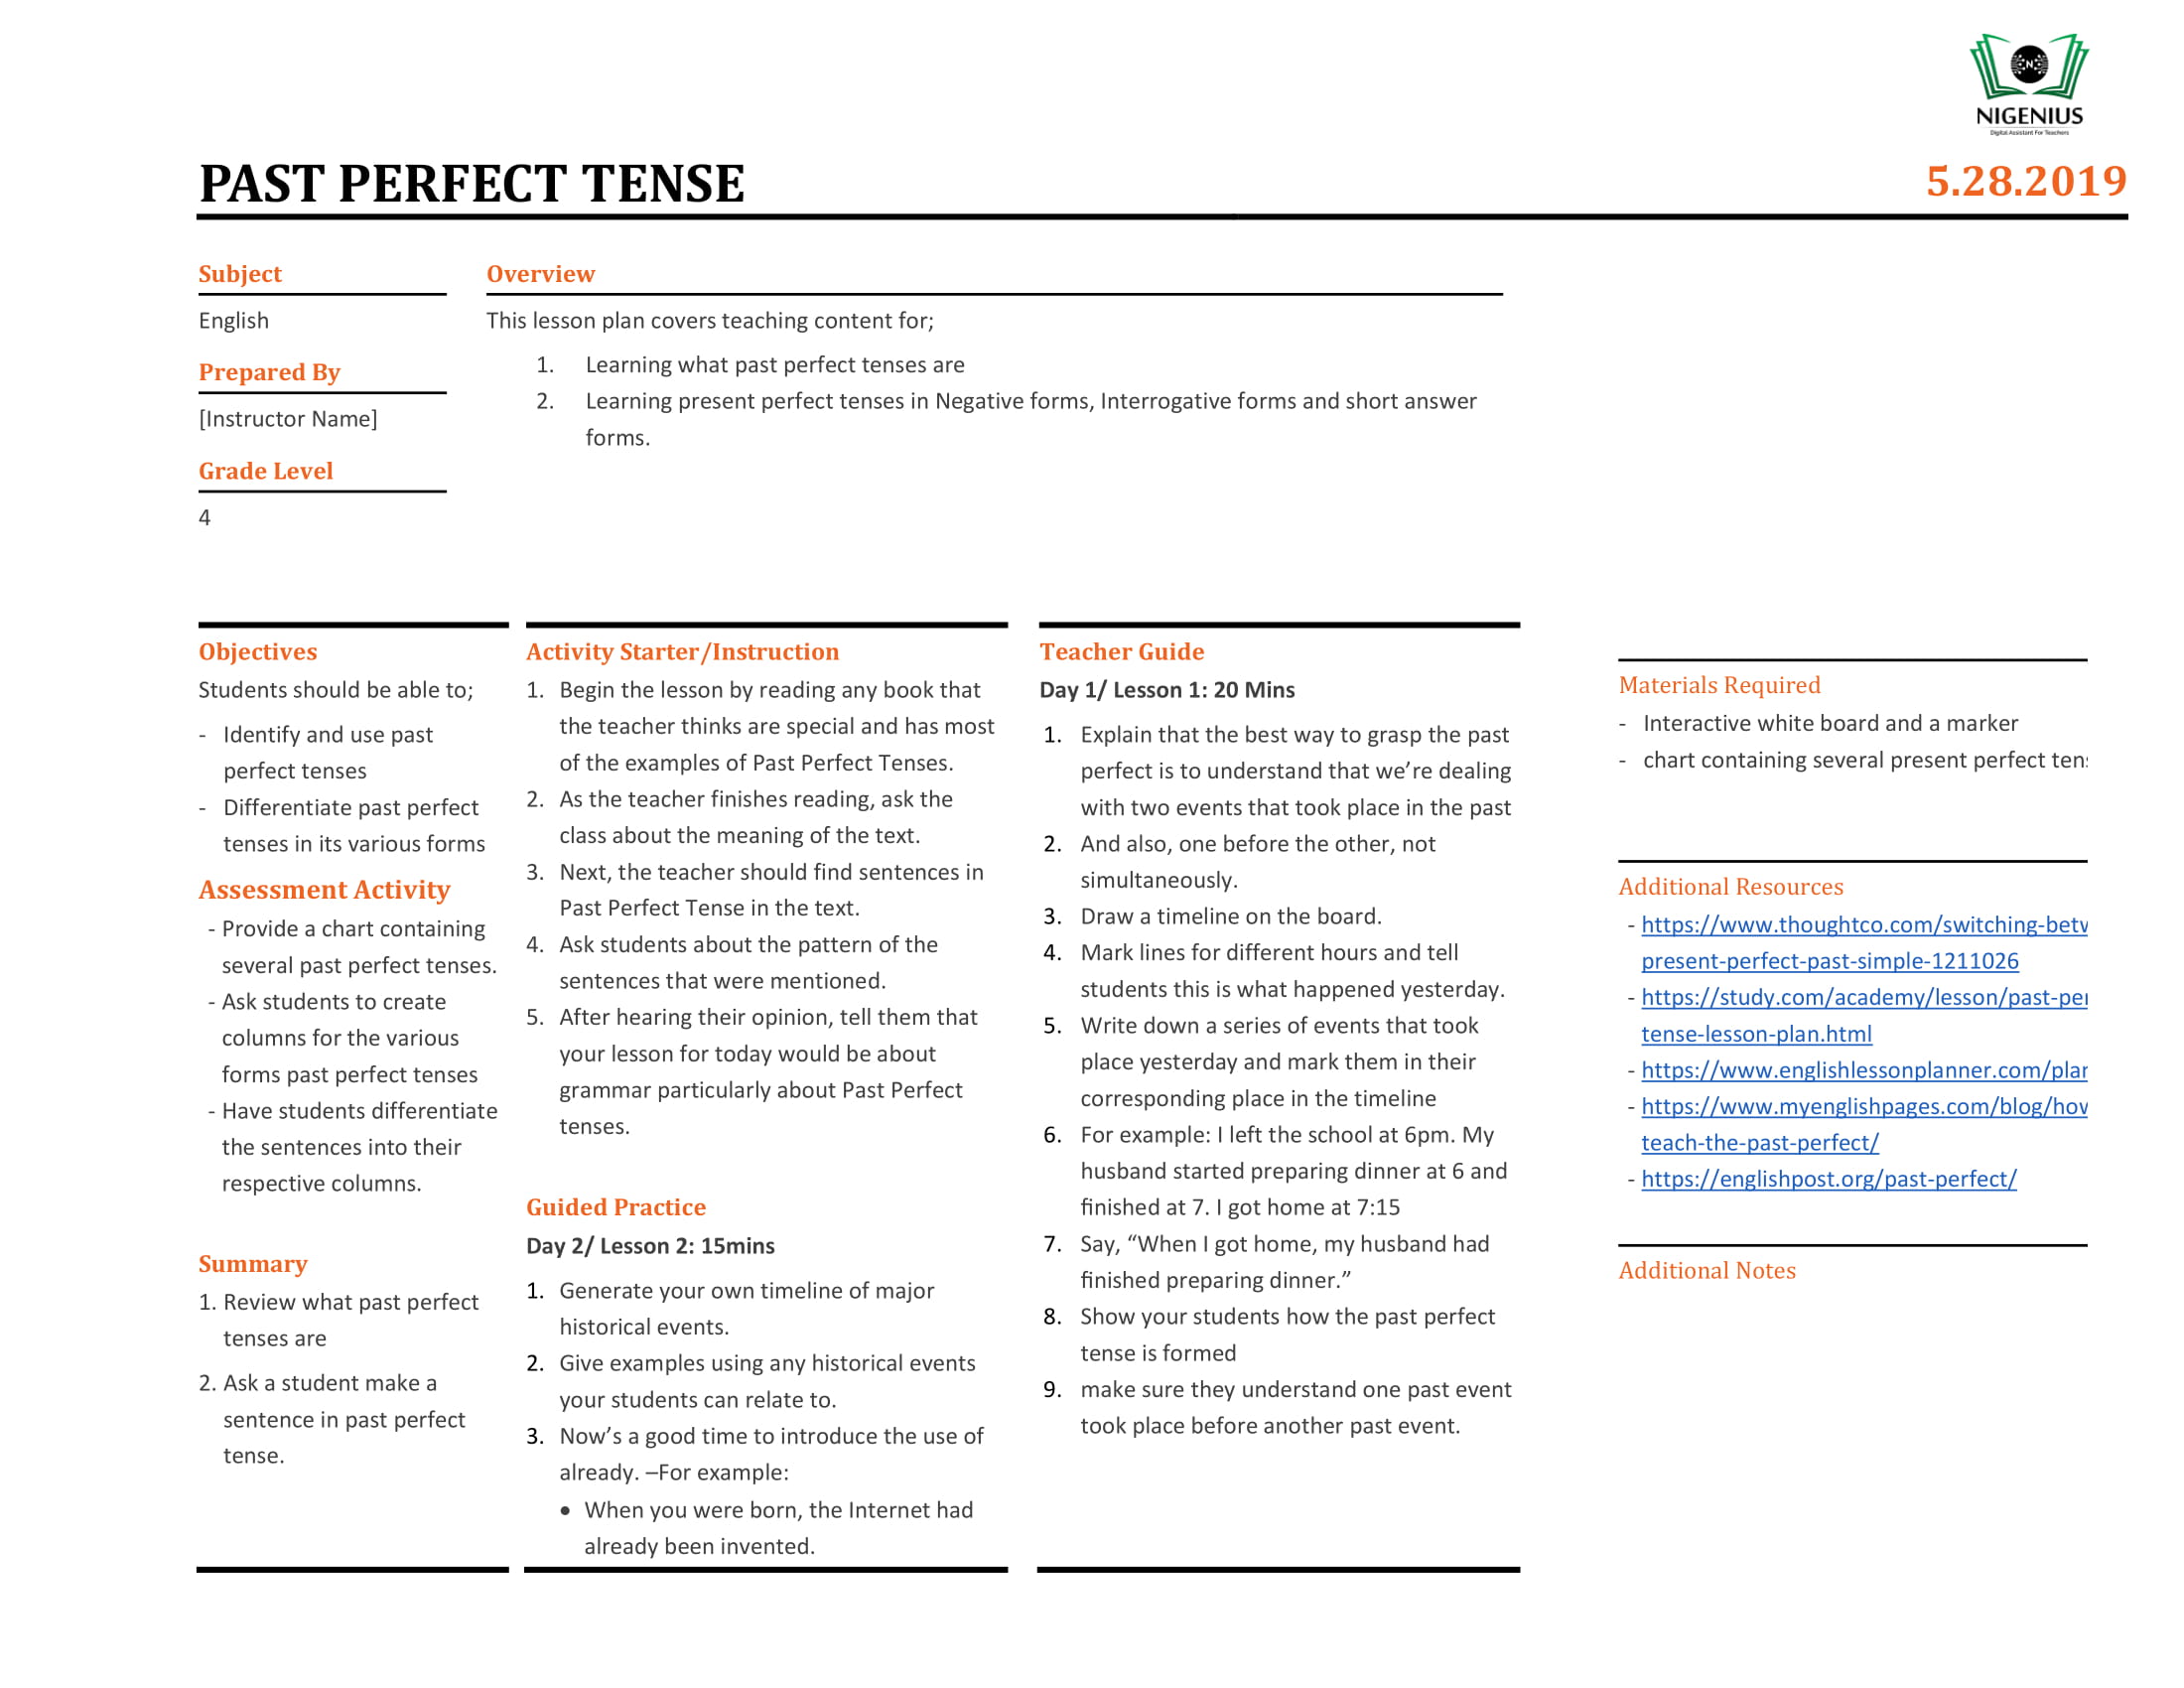 NIGENIUS
Digital Assistant For Teachers
PAST PERFECT TENSE
5.28.2019
Subject
English
Prepared By
[Instructor Name]
Grade Level
4
Overview
This lesson plan covers teaching content for;
1. Learning what past perfect tenses are
2. Learning present perfect tenses in Negative forms, Interrogative forms and short answer
forms.
Objectives
Students should be able to;
- Identify and use past
perfect tenses
- Differentiate past perfect
tenses in its various forms
Assessment Activity
- Provide a chart containing
several past perfect tenses.
- Ask students to create
columns for the various
forms past perfect tenses
- Have students differentiate
the sentences into their
respective columns.
Summary
1. Review what past perfect
tenses are
2. Ask a student make a
sentence in past perfect
tense.
Activity Starter/Instruction
1. Begin the lesson by reading any book that
the teacher thinks are special and has most
of the examples of Past Perfect Tenses.
2. As the teacher finishes reading, ask the
class about the meaning of the text.
3. Next, the teacher should find sentences in
Past Perfect Tense in the text.
4. Ask students about the pattern of the
sentences that were mentioned.
5. After hearing their opinion, tell them that
your lesson for today would be about
grammar particularly about Past Perfect
tenses.
Guided Practice
Day 2/ Lesson 2: 15mins
1. Generate your own timeline of major
historical events.
2. Give examples using any historical events
your students can relate to.
3. Now’s a good time to introduce the use of
already. –For example:
• When you were born, the Internet had
already been invented.
Teacher Guide
Day 1/ Lesson 1: 20 Mins
1. Explain that the best way to grasp the past
perfect is to understand that we’re dealing
with two events that took place in the past
2. And also, one before the other, not
simultaneously.
3. Draw a timeline on the board.
4. Mark lines for different hours and tell
students this is what happened yesterday.
5. Write down a series of events that took
place yesterday and mark them in their
corresponding place in the timeline
6. For example: I left the school at 6pm. My
husband started preparing dinner at 6 and
finished at 7. I got home at 7:15
7. Say, “When I got home, my husband had
finished preparing dinner.”
8. Show your students how the past perfect
tense is formed
9. make sure they understand one past event
took place before another past event.
Materials Required
- Interactive white board and a marker
- chart containing several present perfect
Additional Resources
- https://www.thoughtco.com/switching-
present-perfect-past-simple-1211026
- https://study.com/academy/lesson/past-
tense-lesson-plan.html
- https://www.englishlessonplanner.com/
- https://www.myenglishpages.com/blog/
teach-the-past-perfect/
- https://englishpost.org/past-perfect/
Additional Notes